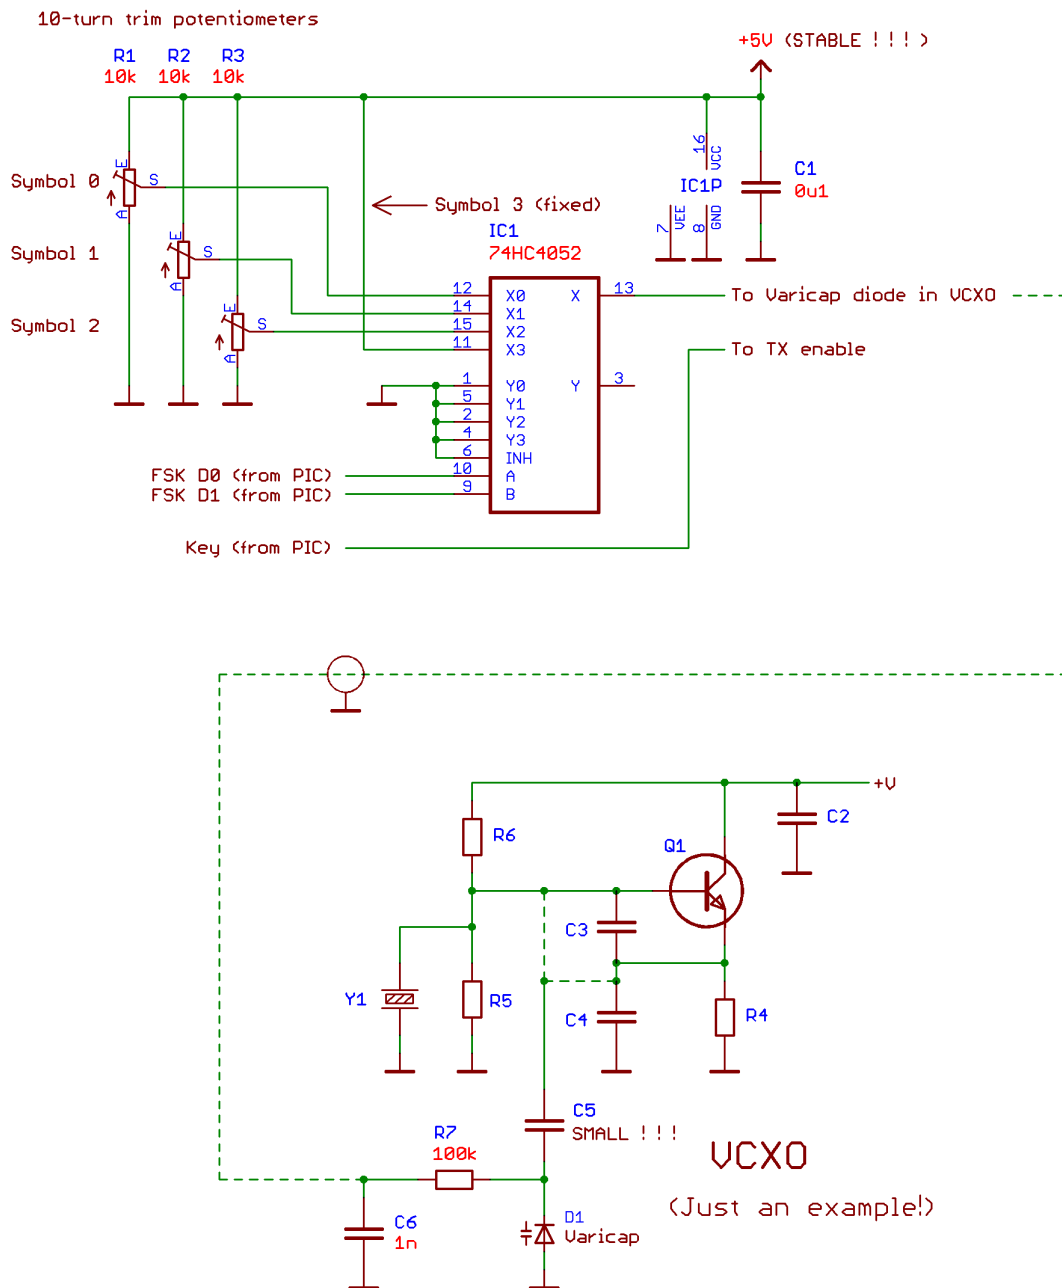 10-turn trim potentiometers
+5V (STABLE ! ! ! )
R1 R2 R3
10k 10k 10k
E
16
VCC
C1
Symbol 0
S
IC1P
0u1
A
Symbol 3 (fixed)
7
VEE
8
GND
IC1
E
Symbol 1
S
74HC4052
A
12 X0 X 13 To Varicap diode in VCXO
E
14 X1
Symbol 2
S
15 X2
11 X3
To TX enable
A
1 Y0 Y 3
5 Y1
2 Y2
4 Y3
6 INH
FSK D0 (from PIC) 10 A
FSK D1 (from PIC) 9 B
Key (from PIC)
+V
C2
R6
Q1
C3
Y1
R5
C4
R4
C5
SMALL ! ! !
R7
100k
VCXO
(Just an example!)
C6
1n
D1
Varicap